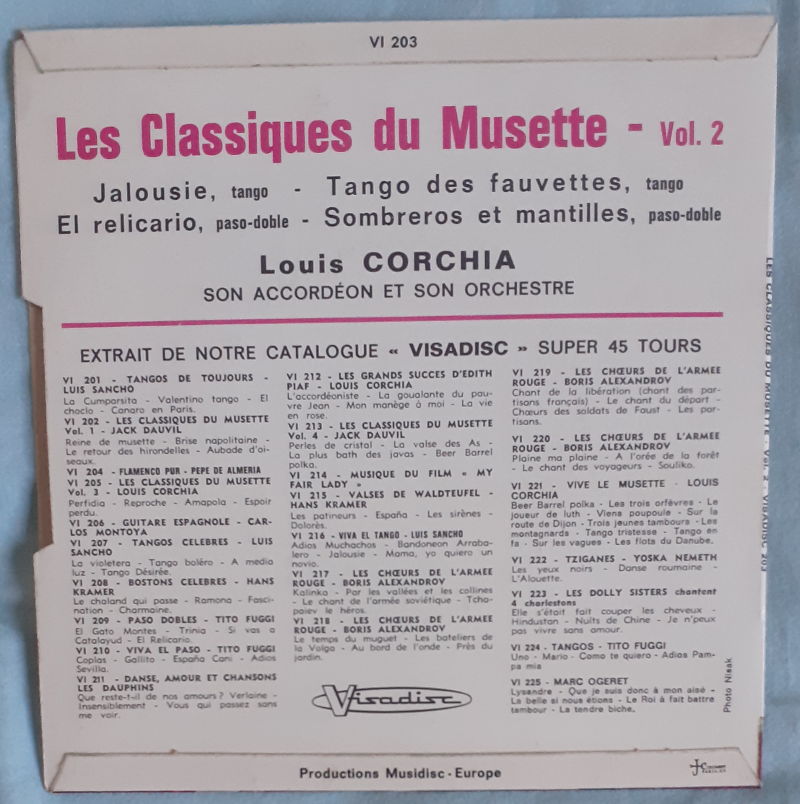 VI 203
Les Classiques du Musette - Vol. 2
Jalousie, tango - Tango des fauvettes, tango
El relicario, paso-doble - Sombreros et mantilles, paso-doble
Louis CORCHIA
SON ACCORDÉON ET SON ORCHESTRE
EXTRAIT DE NOTRE CATALOGUE « VISADISC » SUPER 45 TOURS
VI 201 - TANGOS DE TOUJOURS -
LUIS SANCHO
La Cumparsita - Valentino tango - El
choclo - Canaro en Paris.
VI 202 - LES CLASSIQUES DU MUSETTE
Vol. 1 - JACK DAUVIL
Reine de musette - Brise napolitaine -
Le retour des hirondelles - Aubade d'oi-
seaux.
VI 204 - FLAMENCO PUR - PEPE DE ALMERIA
VI 205 - LES CLASSIQUES DU MUSETTE
Vol. 3 - LOUIS CORCHIA
Perfidia - Reproche - Amapola - Espoir
perdu.
VI 206 - GUITARE ESPAGNOLE - CAR-
LOS MONTOYA
VI 207 - TANGOS CELEBRES - LUIS
SANCHO
La violetera - Tango boléro - A media
luz - Tango Désirée.
VI 208 - BOSTONS CELEBRES - HANS
KRAMER
Le chaland qui passe - Ramona - Fasci-
nation - Charmaine.
VI 209 - PASO DOBLES - TITO FUGGI
El Gato Montes - Trinia - Si vas a
Catalayud - El Relicario.
VI 210 - VIVA EL PASO - TITO FUGGI
Coplas - Gallito - España Cani - Adios
Sevilla.
VI 211 - DANSE, AMOUR ET CHANSONS
LES DAUPHINS
Que reste-t-il de nos amours ? Verlaine -
Insensiblement - Vous qui passez sans
me voir.
VI 212 - LES GRANDS SUCCES D'EDITH
PIAF - LOUIS CORCHIA
L'accordéoniste - La goualante du pau-
vre Jean - Mon manège à moi - La vie
en rose.
VI 213 - LES CLASSIQUES DU MUSETTE
Vol. 4 - JACK DAUVIL
Perles de cristal - La valse des As -
La plus bath des javas - Beer Barrel
polka.
VI 214 - MUSIQUE DU FILM « MY
FAIR LADY »
VI 215 - VALSES DE WALDTEUFEL -
HANS KRAMER
Les patineurs - España - Les sirènes -
Dolorès.
VI 216 - VIVA EL TANGO - LUIS SANCHO
Adios Muchachos - Bandoneon Arraba-
lero - Jalousie - Mama, yo quiero un
novio.
VI 217 - LES CHŒURS DE L'ARMEE
ROUGE - BORIS ALEXANDROV
Kalinka - Par les vallées et les collines
- Le chant de l'armée soviétique - Tcha-
païev le héros.
VI 218 - LES CHŒURS DE L'ARMEE
ROUGE - BORIS ALEXANDROV
Le temps du muguet - Les bateliers de
la Volga - Au bord de l'onde - Près du
jardin.
Visadisc
VI 219 - LES CHŒURS DE L'ARMEE
ROUGE - BORIS ALEXANDROV
Chant de la libération (chant des par-
tisans français) - Le chant du départ -
Chœurs des soldats de Faust - Les par-
tisans.
VI 220 - LES CHŒURS DE L'ARMEE
ROUGE - BORIS ALEXANDROV
Plaine ma plaine - A l'orée de la forêt
- Le chant des voyageurs - Souliko.
VI 221 - VIVE LE MUSETTE - LOUIS
CORCHIA
Beer Barrel polka - Les trois orfèvres - Le
joueur de luth - Viens poupoule - Sur la
route de Dijon - Trois jeunes tambours - Les
montagnards - Tango tristesse - Tango en
fa - Sur les vagues - Les flots du Danube.
VI 222 - TZIGANES - YOSKA NEMETH
Les yeux noirs - Danse roumaine -
L'Alouette.
VI 223 - LES DOLLY SISTERS chantent
4 charlestons
Elle s'était fait couper les cheveux -
Hindustan - Nuits de Chine - Je n'peux
pas vivre sans amour.
VI 224 - TANGOS - TITO FUGGI
Uno - Mario - Como te quiero - Adios Pam-
pa mia
VI 225 - MARC OGERET
Lysandre - Que je suis donc à mon aisé -
La belle si nous étions - Le Roi à fait battre
tambour - La tendre biche.
Photo Nisak
LES CLASSIQUES DU MUSETTE - VOL. 2 VISADISC 203
Productions Musidisc - Europe